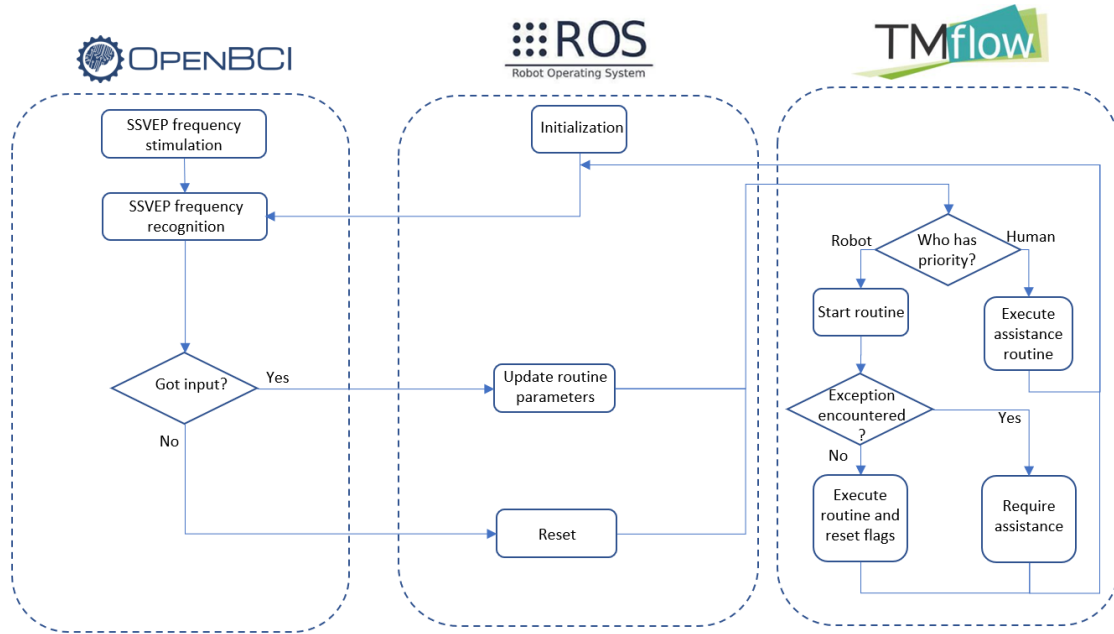 OPENBCI
ROS
Robot Operating System
TMflow
SSVEP frequency
stimulation
SSVEP frequency
recognition
Got input?
Yes
No
Initialization
Update routine
parameters
Reset
Who has
priority?
Robot
Human
Start routine
Execute
assistance
routine
Exception
encountered
?
Yes
No
Execute
routine and
reset flags
Require
assistance